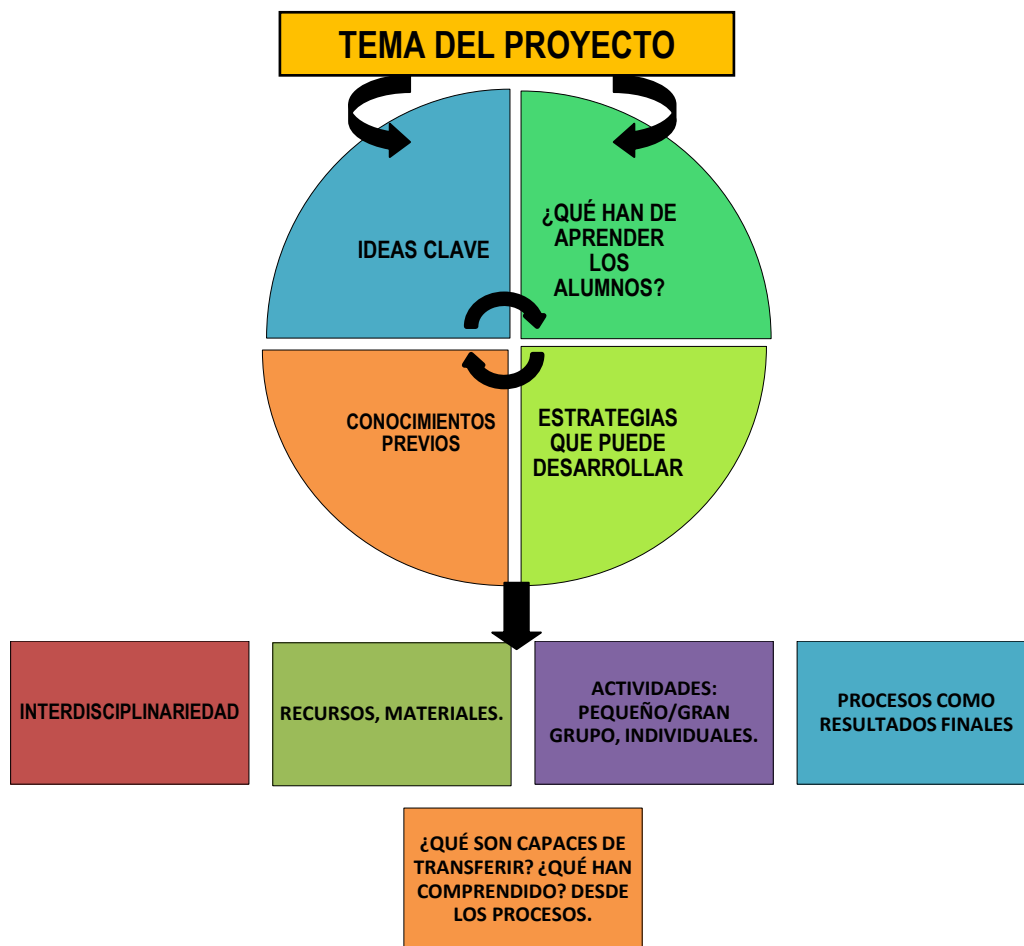 TEMA DEL PROYECTO
IDEAS CLAVE
¿QUÉ HAN DE
APRENDER
LOS
ALUMNOS?
CONOCIMIENTOS
PREVIOS
ESTRATEGIAS
QUE PUEDE
DESARROLLAR
INTERDISCIPLINARIEDAD
RECURSOS, MATERIALES.
ACTIVIDADES:
PEQUEÑO/GRAN
GRUPO, INDIVIDUALES.
PROCESOS COMO
RESULTADOS FINALES
¿QUÉ SON CAPACES DE
TRANSFERIR? ¿QUÉ HAN
COMPRENDIDO? DESDE
LOS PROCESOS.